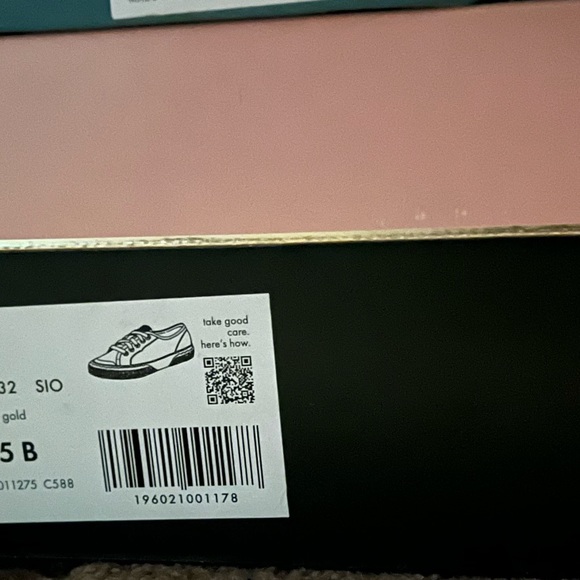 take good
care.
here's how.
32 SIO
gold
5 B
011275 C588
196021001178